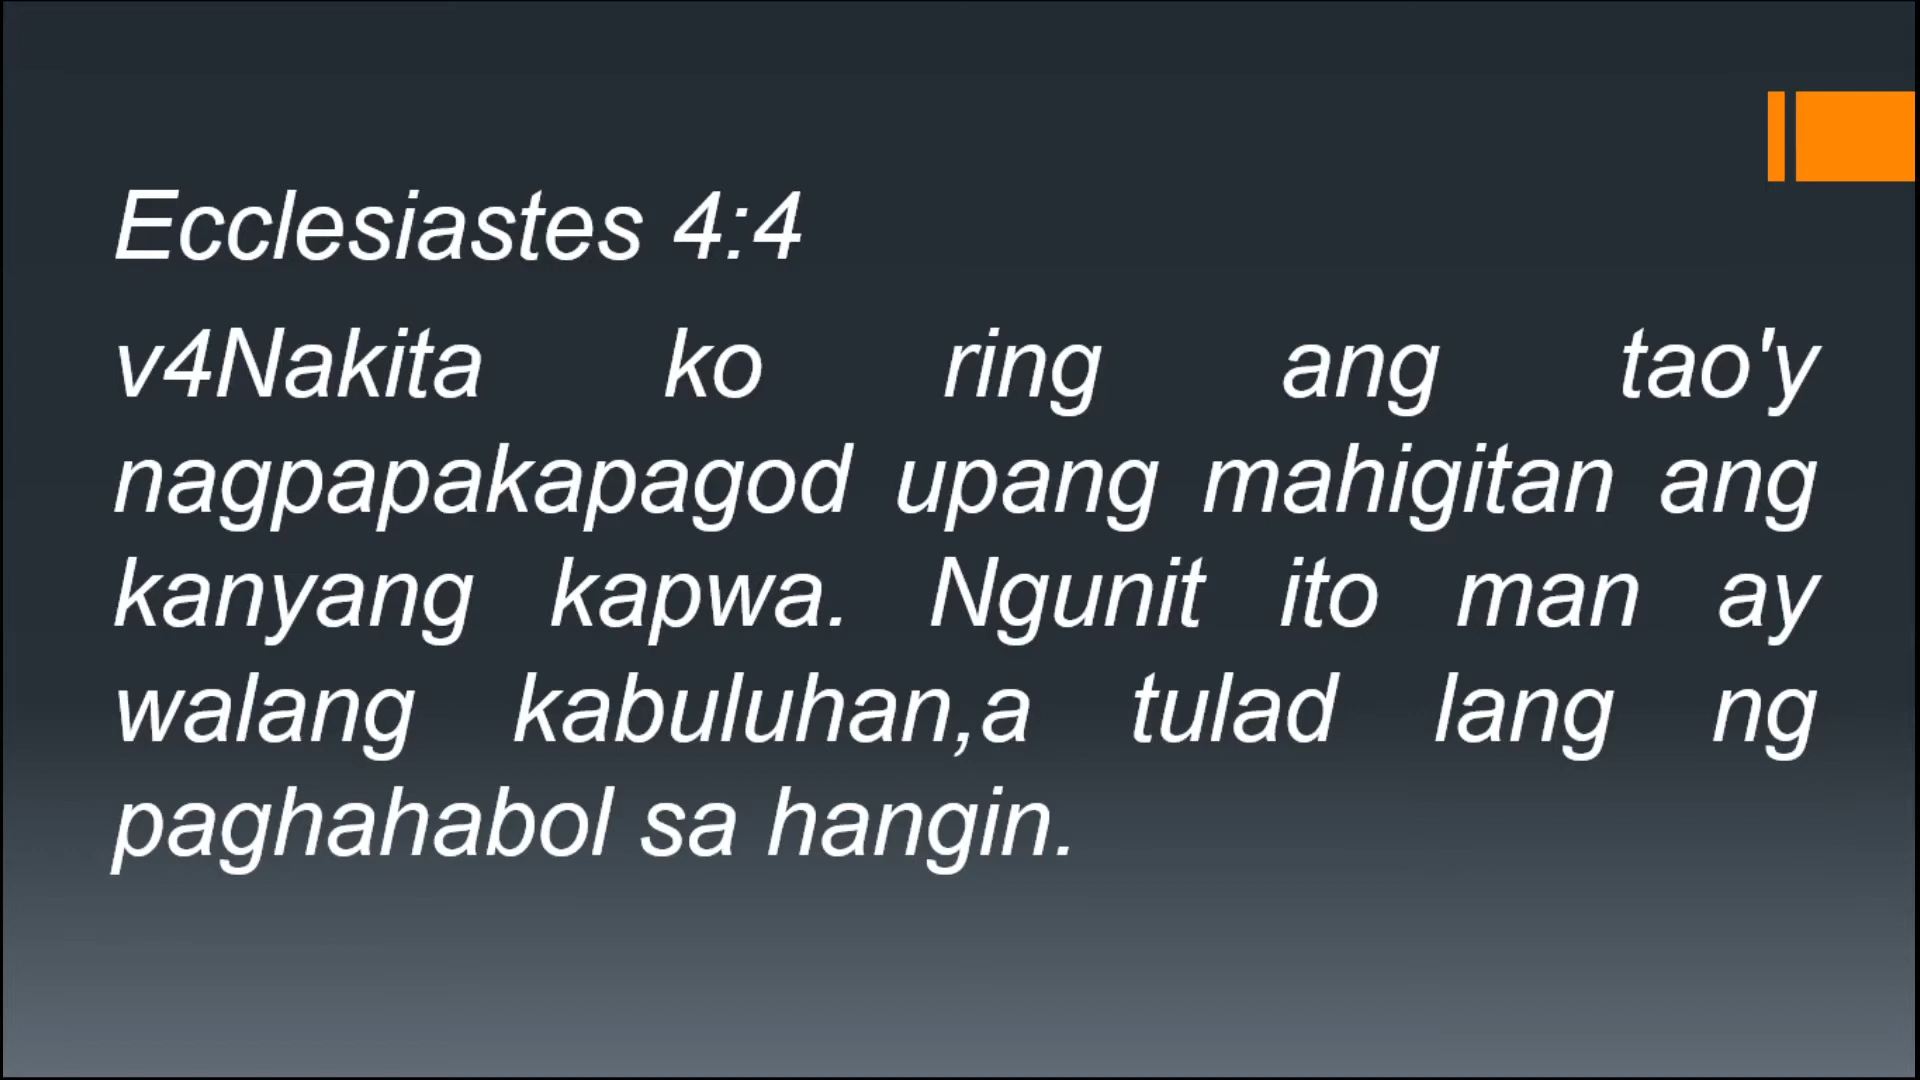 Ecclesiastes 4:4
v4Nakita ko ring ang tao'y
nagpapakapagod upang mahigitan ang
kanyang kapwa. Ngunit ito man ay
walang kabuluhan,a tulad lang ng
paghahabol sa hangin.